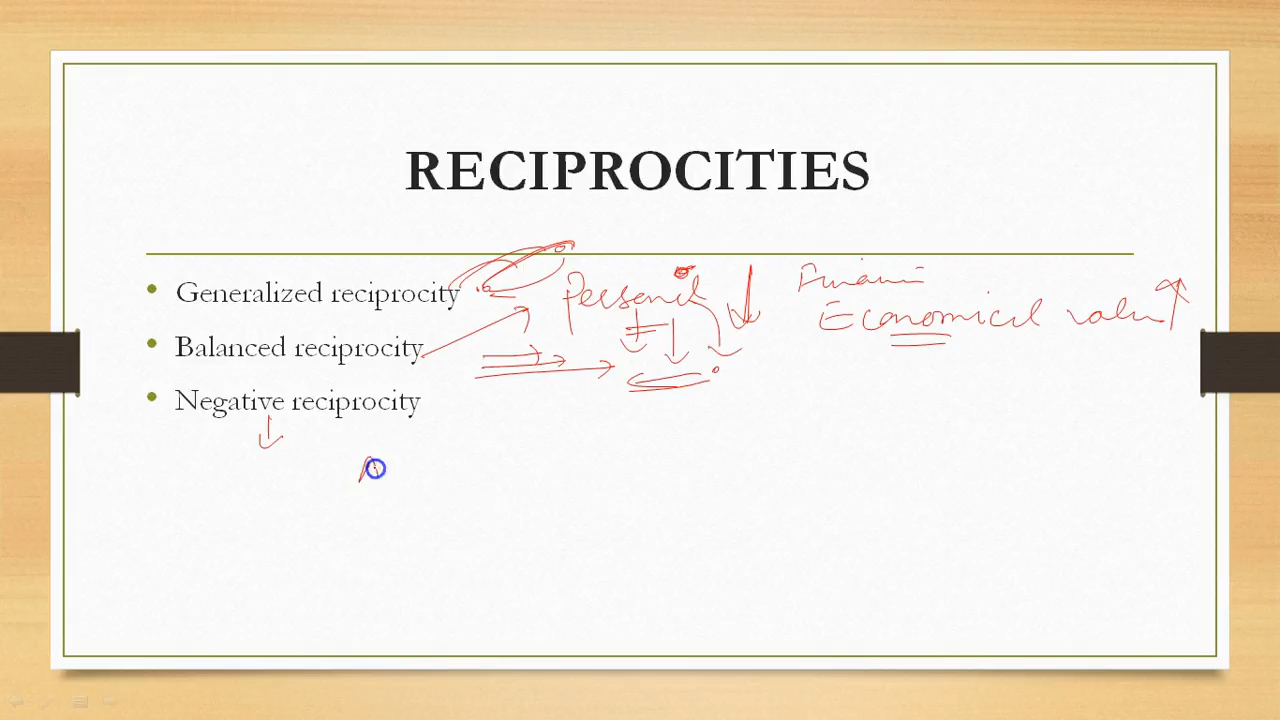 RECIPROCITIES
Generalized reciprocity
Personal
Economical value
Balanced reciprocity
Negative reciprocity
A